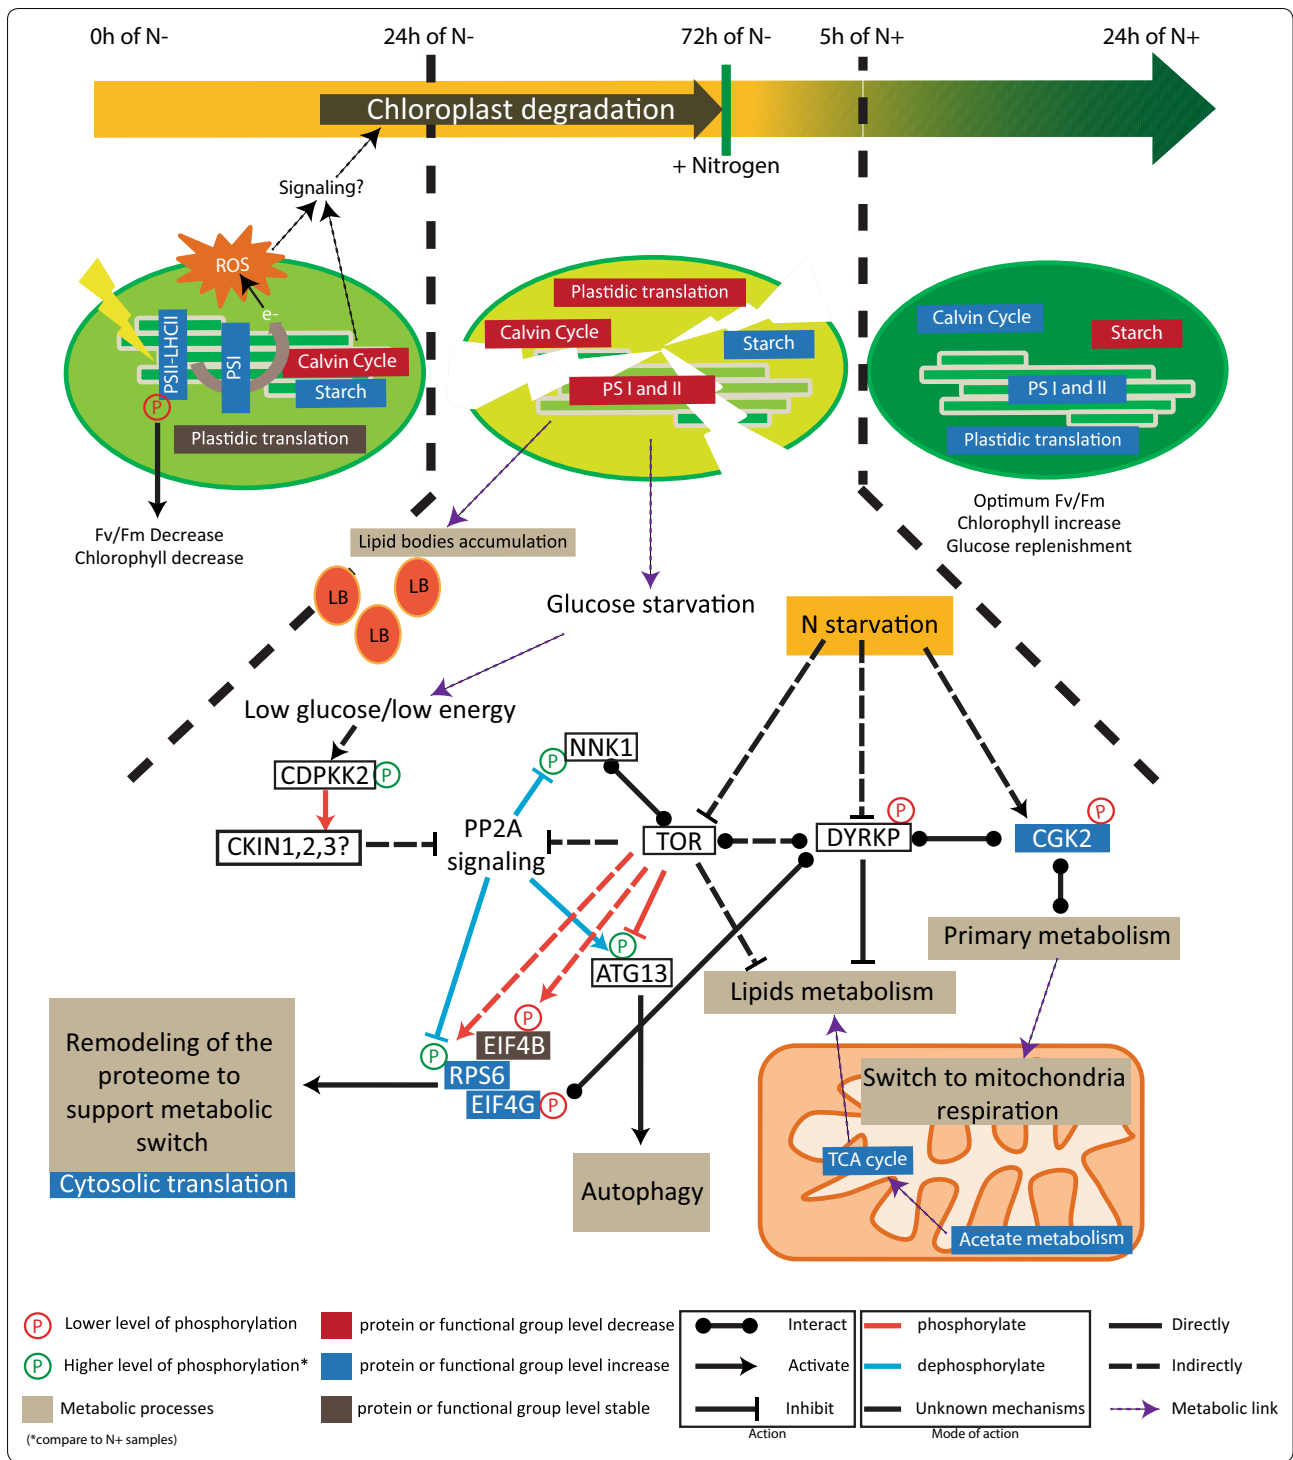 0h of N-
24h of N-
72h of N-
5h of N+
24h of N+
Chloroplast degradation
+ Nitrogen
Signaling?
ROS
e-
PSII-LHCII
PSI
Calvin Cycle
Starch
P
Plastidic translation
Fv/Fm Decrease
Chlorophyll decrease
Plastidic translation
Calvin Cycle
Starch
PS I and II
Calvin Cycle
Starch
PS I and II
Plastidic translation
Optimum Fv/Fm
Chlorophyll increase
Glucose replenishment
Lipid bodies accumulation
LB
LB
LB
Glucose starvation
N starvation
Low glucose/low energy
CDPKK2
P
CKIN1,2,3?
PP2A
signaling
P
NNK1
TOR
DYRKP
P
CGK2
P
Primary metabolism
Lipids metabolism
P
ATG13
P
EIF4B
P
RPS6
EIF4G
P
Remodeling of the
proteome to
support metabolic
switch
Cytosolic translation
Autophagy
Switch to mitochondria
respiration
TCA cycle
Acetate metabolism
P Lower level of phosphorylation
P Higher level of phosphorylation*
Metabolic processes
(*compare to N+ samples)
protein or functional group level decrease
protein or functional group level increase
protein or functional group level stable
Interact
Activate
Inhibit
Action
phosphorylate
dephosphorylate
Unknown mechanisms
Mode of action
Directly
Indirectly
Metabolic link